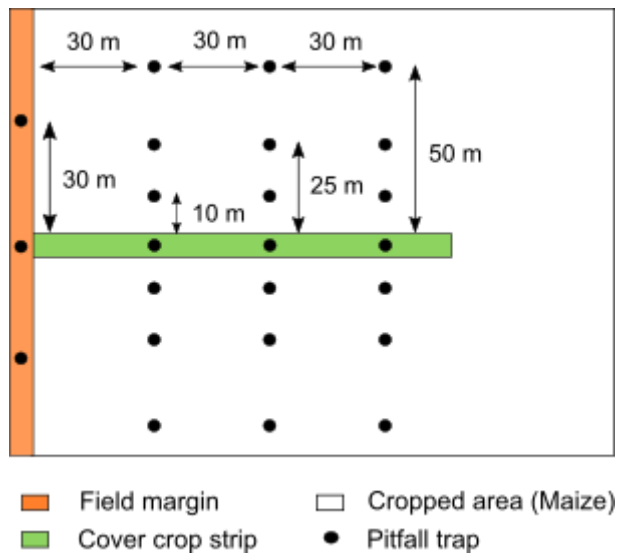 30 m 30 m 30 m
50 m
30 m
25 m
10 m
Field margin Cropped area (Maize)
Cover crop strip Pitfall trap